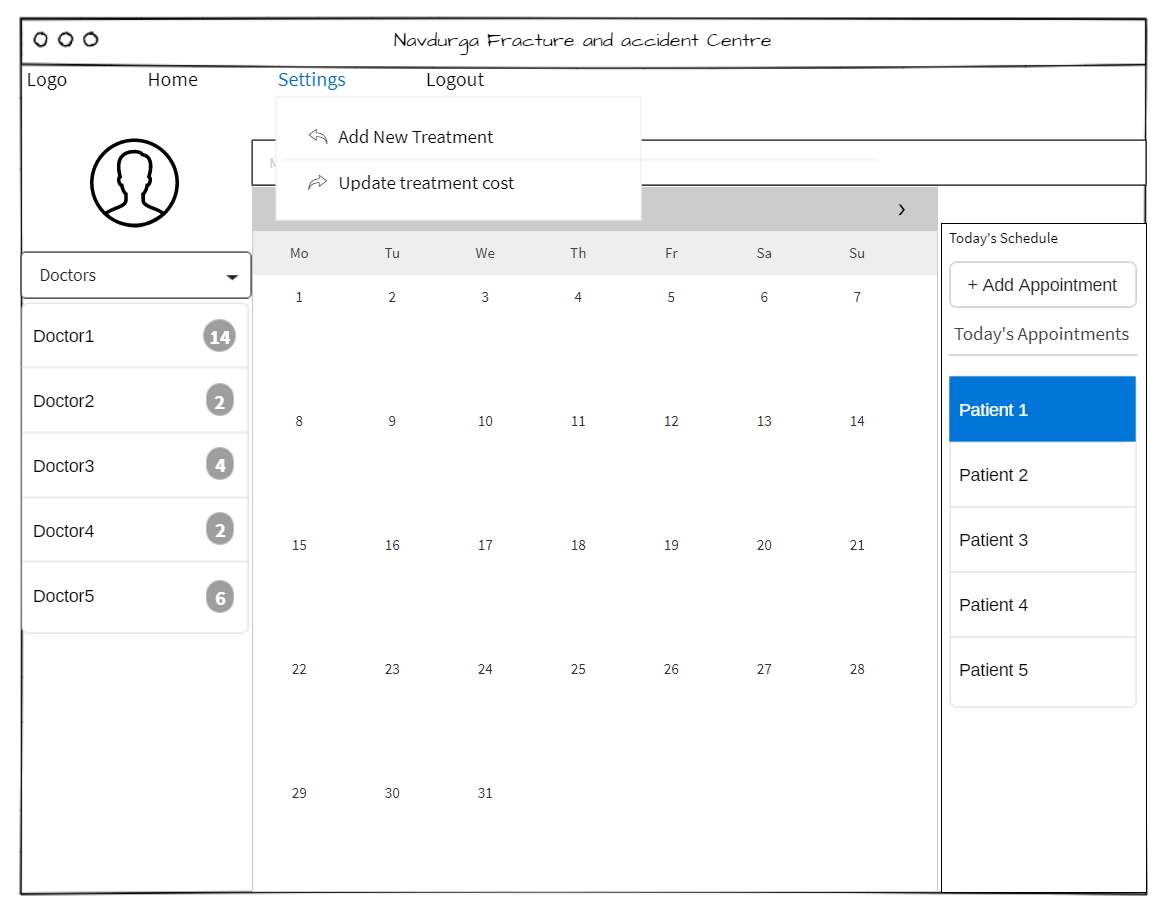 Navdurga Fracture and accident Centre
Logo Home Settings Logout
Add New Treatment
Update treatment cost
›
Mo Tu We Th Fr Sa Su
1 2 3 4 5 6 7
8 9 10 11 12 13 14
15 16 17 18 19 20 21
22 23 24 25 26 27 28
29 30 31
Doctors
Doctor1 14
Doctor2 2
Doctor3 4
Doctor4 2
Doctor5 6
Today's Schedule
+ Add Appointment
Today's Appointments
Patient 1
Patient 2
Patient 3
Patient 4
Patient 5